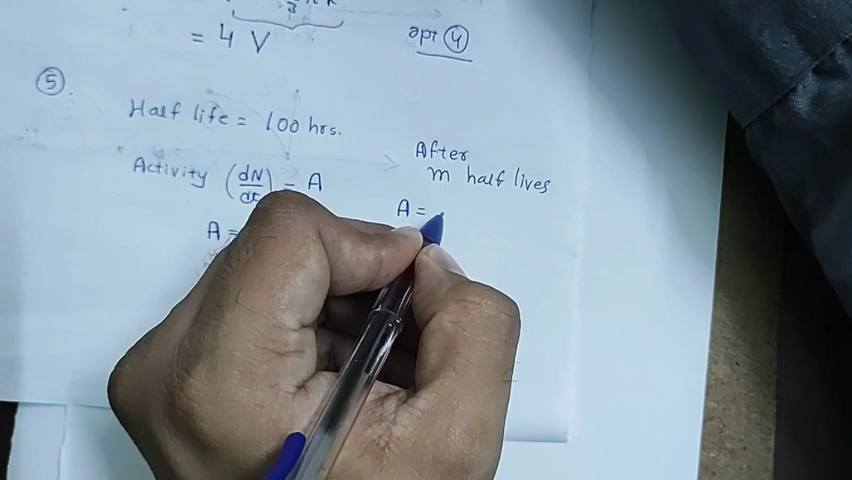 = 4 V
opt (4)
(5).
Half life = 100 hrs.
Activity (dN/dt) = A
A =
After
m half lives
A =